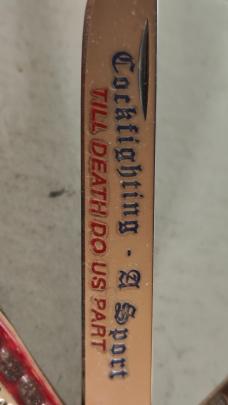 Cockfighting - A Sport
TILL DEATH DO US PART